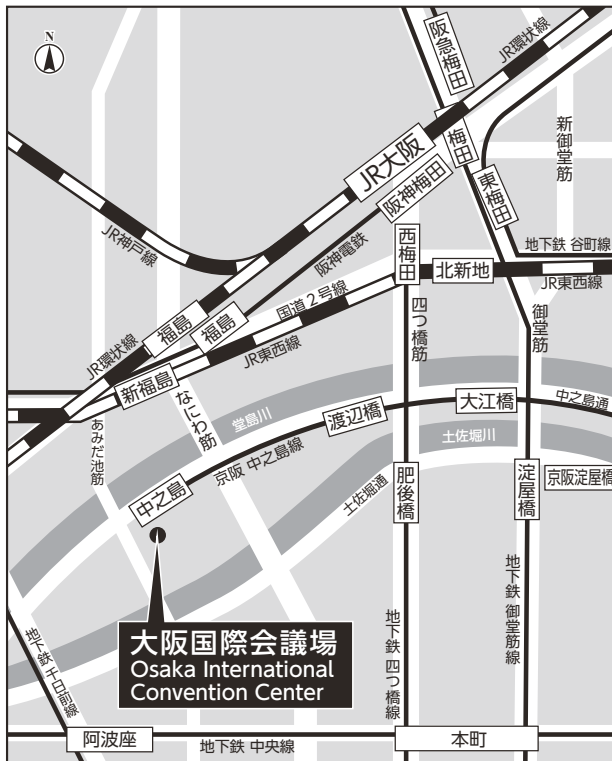 N
阪急梅田
JR環状線
新御堂筋
梅田
JR大阪
阪神梅田
東梅田
JR神戸線
阪神電鉄
西梅田
地下鉄 谷町線
北新地
JR東西線
国道2号線
福島
福島
JR東西線
四つ橋筋
御堂筋
JR環状線
新福島
なにわ筋
あみだ池筋
堂島川
渡辺橋
大江橋
中之島通
京阪 中之島線
土佐堀川
中之島
土佐堀通
肥後橋
淀屋橋
京阪淀屋橋
大阪国際会議場
Osaka International
Convention Center
地下鉄 千日前線
地下鉄 四つ橋線
地下鉄 御堂筋線
阿波座
地下鉄 中央線
本町